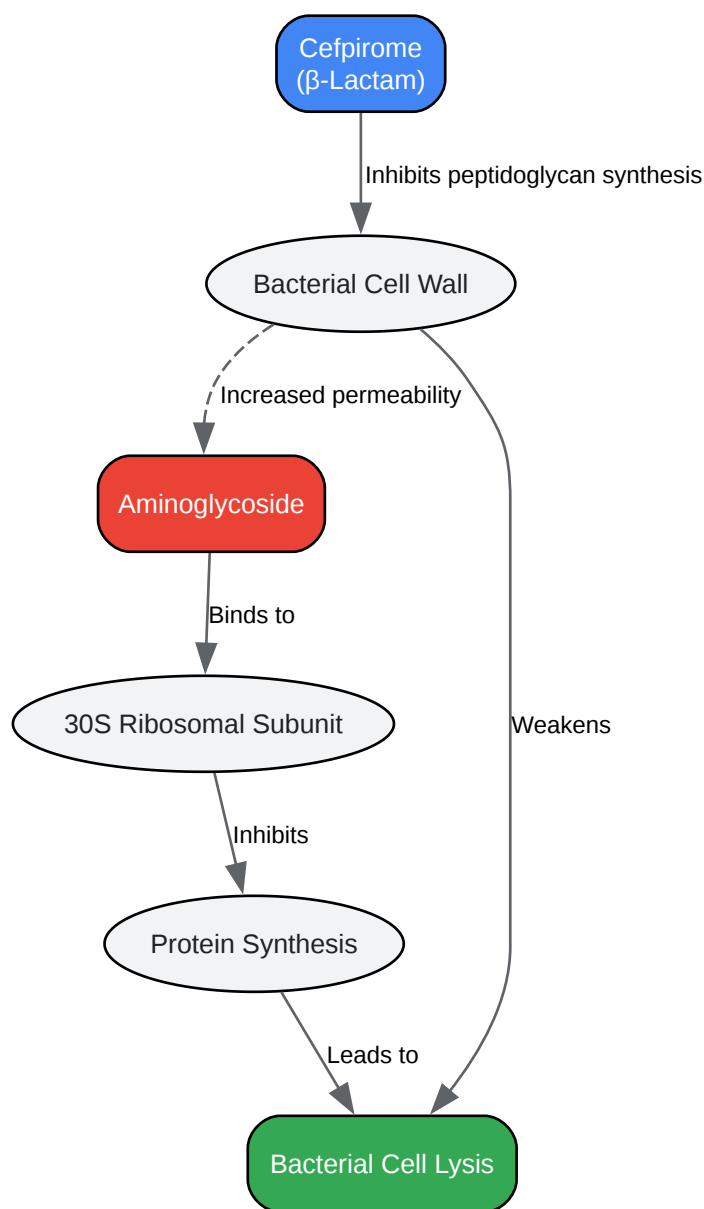 Cefpirome
(β-Lactam)
Inhibits peptidoglycan synthesis
Bacterial Cell Wall
Increased permeability
Aminoglycoside
Binds to
30S Ribosomal Subunit
Weakens
Inhibits
Protein Synthesis
Leads to
Bacterial Cell Lysis